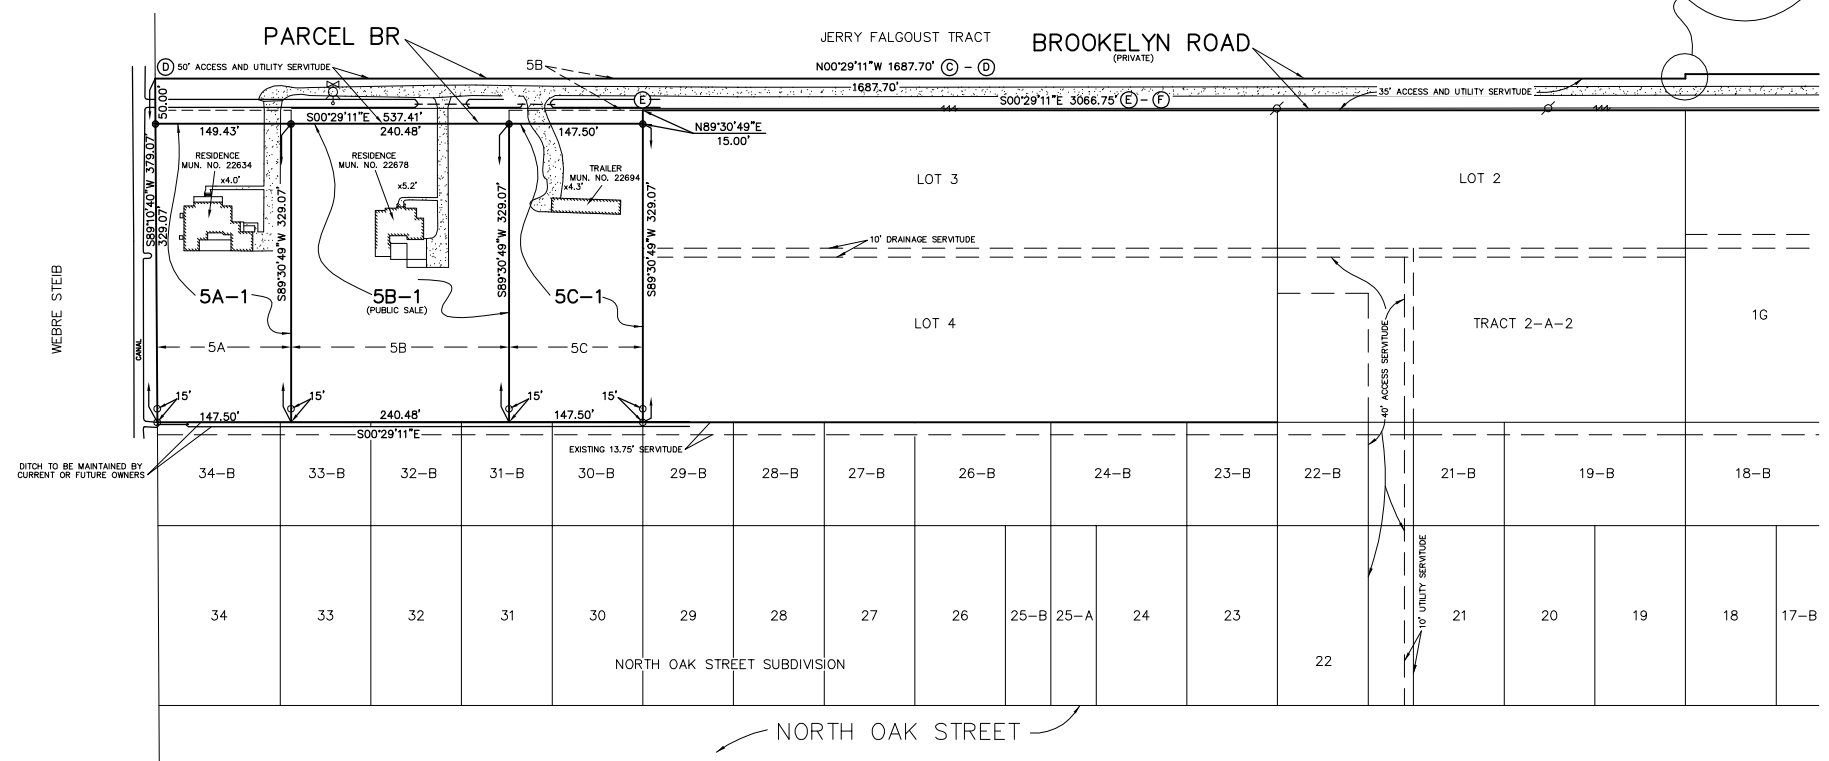 PARCEL BR
JERRY FALGOUST TRACT
BROOKELYN ROAD
(PRIVATE)
D 50' ACCESS AND UTILITY SERVITUDE
5B
N00°29'11"W 1687.70' C - D
1687.70'
35' ACCESS AND UTILITY SERVITUDE
E
S00°29'11"E 3066.75' E - F
50.00'
S00°29'11"E 537.41'
149.43'
240.48'
147.50'
N89°30'49"E
15.00'
RESIDENCE
MUN. NO. 22634
x4.0'
RESIDENCE
MUN. NO. 22678
x5.2'
TRAILER
MUN. NO. 22694
x4.3'
LOT 3
LOT 2
S89°10'40"W 379.07'
329.07'
S89°30'49"W 329.07'
S89°30'49"W 329.07'
S89°30'49"W 329.07'
10' DRAINAGE SERVITUDE
WEBRE STEIB
5A-1
5B-1
(PUBLIC SALE)
5C-1
LOT 4
TRACT 2-A-2
1G
CANAL
5A
5B
5C
40' ACCESS SERVITUDE
15'
15'
15'
147.50'
240.48'
147.50'
S00°29'11"E
EXISTING 13.75' SERVITUDE
DITCH TO BE MAINTAINED BY
CURRENT OR FUTURE OWNERS
34-B
33-B
32-B
31-B
30-B
29-B
28-B
27-B
26-B
24-B
23-B
22-B
21-B
19-B
18-B
10' UTILITY SERVITUDE
34
33
32
31
30
29
28
27
26
25-B
25-A
24
23
22
21
20
19
18
17-B
NORTH OAK STREET SUBDIVISION
NORTH OAK STREET